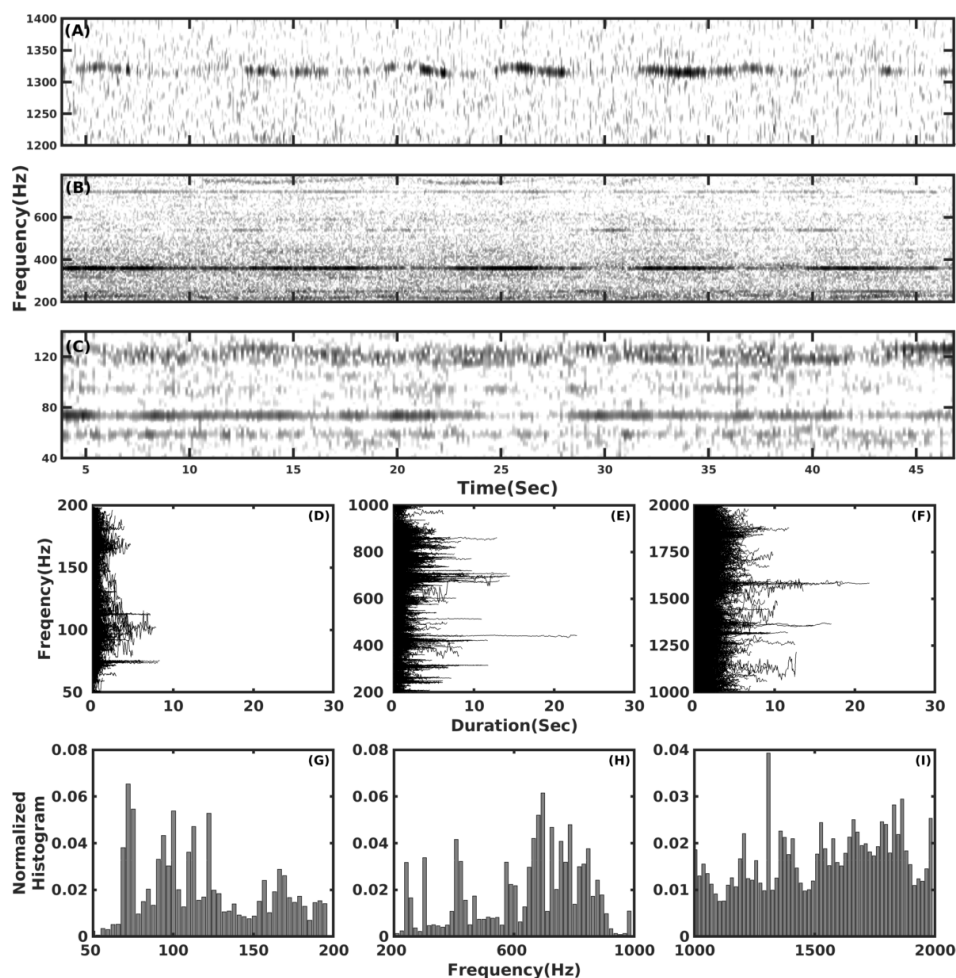 1400
(A)
1350
1300
1250
1200
(B)
600
400
200
Frequency(Hz)
(C)
120
80
40
5 10 15 20 25 30 35 40 45
Time(Sec)
200 (D) 1000 (E) 2000 (F)
150 800 1750
100 600 1500
400 1250
50 200 1000
Freqency(Hz)
0 10 20 30 0 10 20 30 0 10 20 30
Duration(Sec)
0.08 (G) 0.08 (H) 0.04 (I)
0.06 0.06 0.03
0.04 0.04 0.02
0.02 0.02 0.01
0 0 0
Normalized
Histogram
50 100 150 200 200 600 1000 1000 1500 2000
Frequency(Hz)